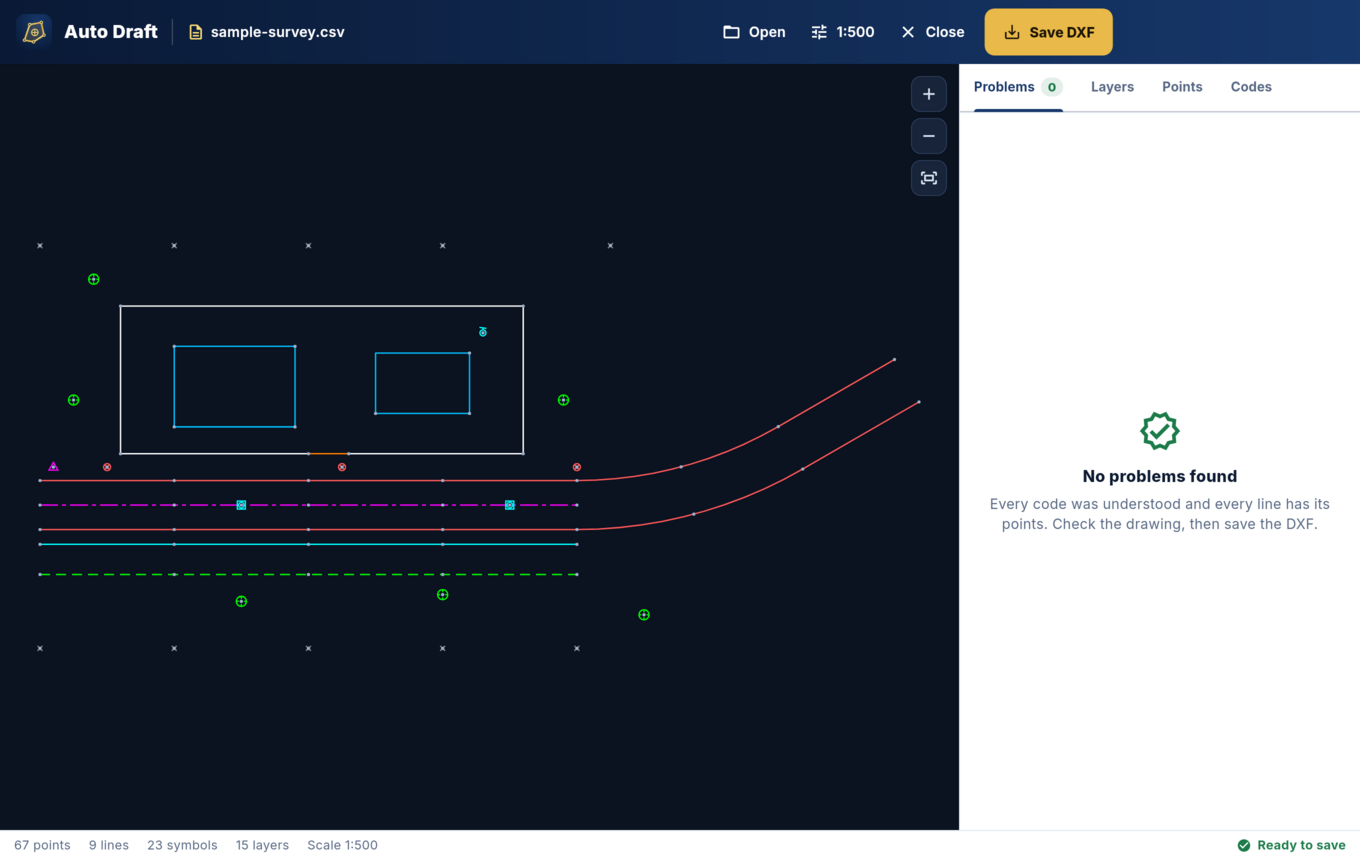 Auto Draft
sample-survey.csv
Open
1:500
Close
Save DXF
Problems 0
Layers
Points
Codes
No problems found
Every code was understood and every line has its
points. Check the drawing, then save the DXF.
67 points
9 lines
23 symbols
15 layers
Scale 1:500
Ready to save